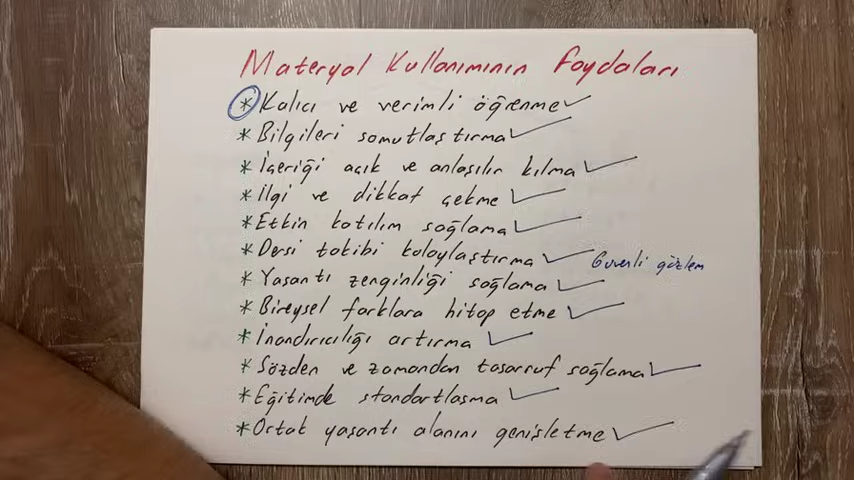 Materyal Kullanımının Faydaları
* Kalıcı ve verimli öğrenme ✓
* Bilgileri somutlaştırma ✓
* İçeriği açık ve anlaşılır kılma ✓
* İlgi ve dikkat çekme ✓
* Etkin katılım sağlama ✓
* Dersi takibi kolaylaştırma ✓
Güvenli gözlem
* Yaşantı zenginliği sağlama ✓
* Bireysel farklara hitap etme ✓
* İnandırıcılığı artırma ✓
* Sözden ve zamandan tasarruf sağlama ✓
* Eğitimde standartlaşma ✓
* Ortak yaşantı alanını genişletme ✓